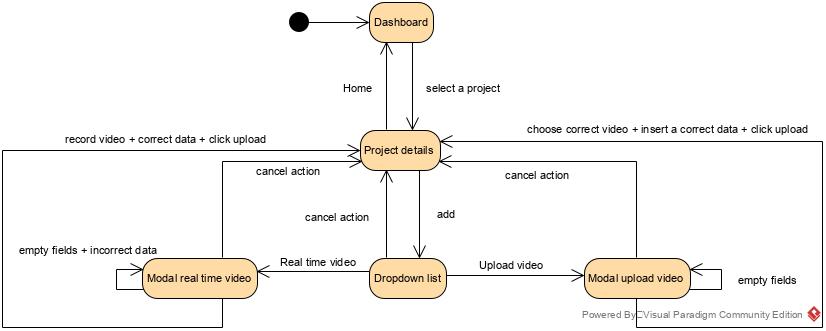 Dashboard
Home
select a project
choose correct video + insert a correct data + click upload
record video + correct data + click upload
Project details
cancel action
cancel action
cancel action
add
empty fields + incorrect data
Real time video
Upload video
Modal real time video
Dropdown list
Modal upload video
empty fields
Powered By Visual Paradigm Community Edition